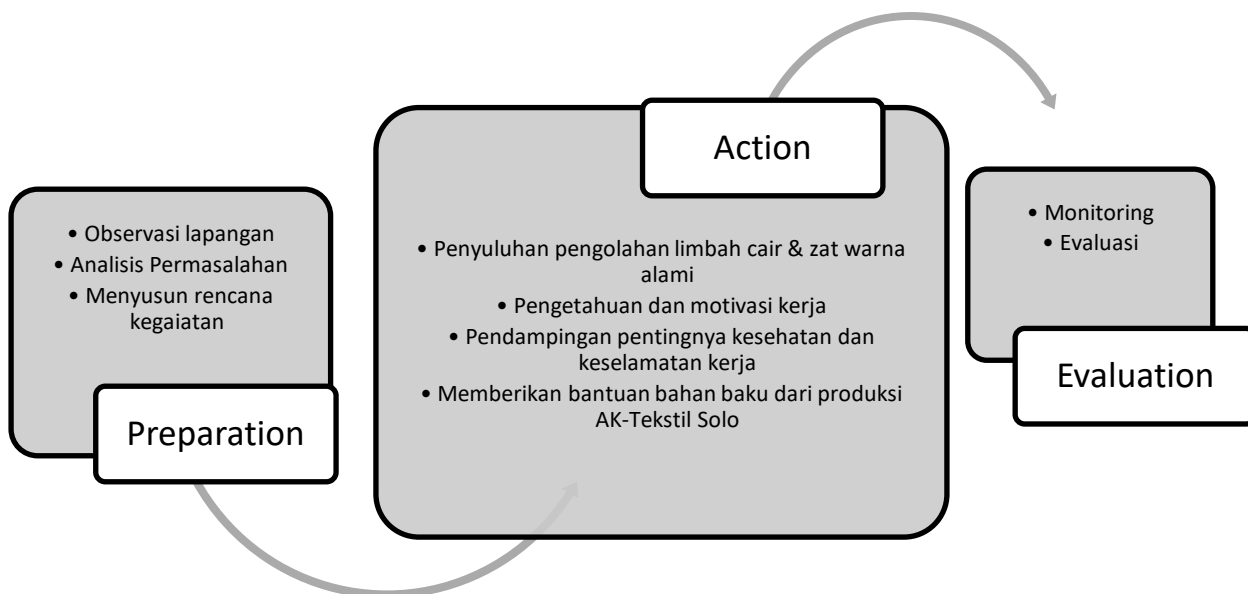 • Observasi lapangan
• Analisis Permasalahan
• Menyusun rencana
kegaiatan
Preparation
Action
• Penyuluhan pengolahan limbah cair & zat warna
alami
• Pengetahuan dan motivasi kerja
• Pendampingan pentingnya kesehatan dan
keselamatan kerja
• Memberikan bantuan bahan baku dari produksi
AK-Tekstil Solo
• Monitoring
• Evaluasi
Evaluation